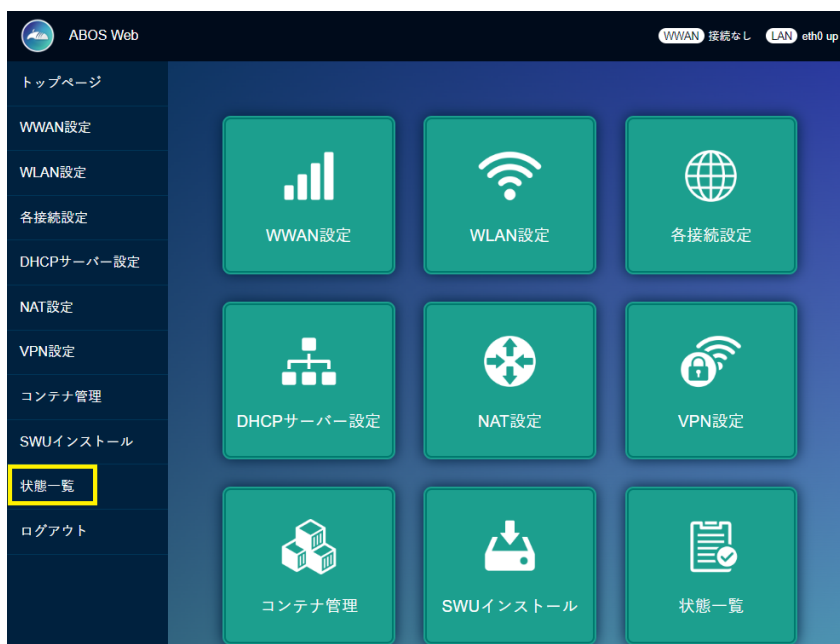 ABOS Web
WWAN 接続なし LAN eth0 up
トップページ
WWAN設定
WLAN設定
各接続設定
DHCPサーバー設定
NAT設定
VPN設定
コンテナ管理
SWUインストール
状態一覧
ログアウト
WWAN設定
WLAN設定
各接続設定
DHCPサーバー設定
NAT設定
VPN設定
コンテナ管理
SWUインストール
状態一覧